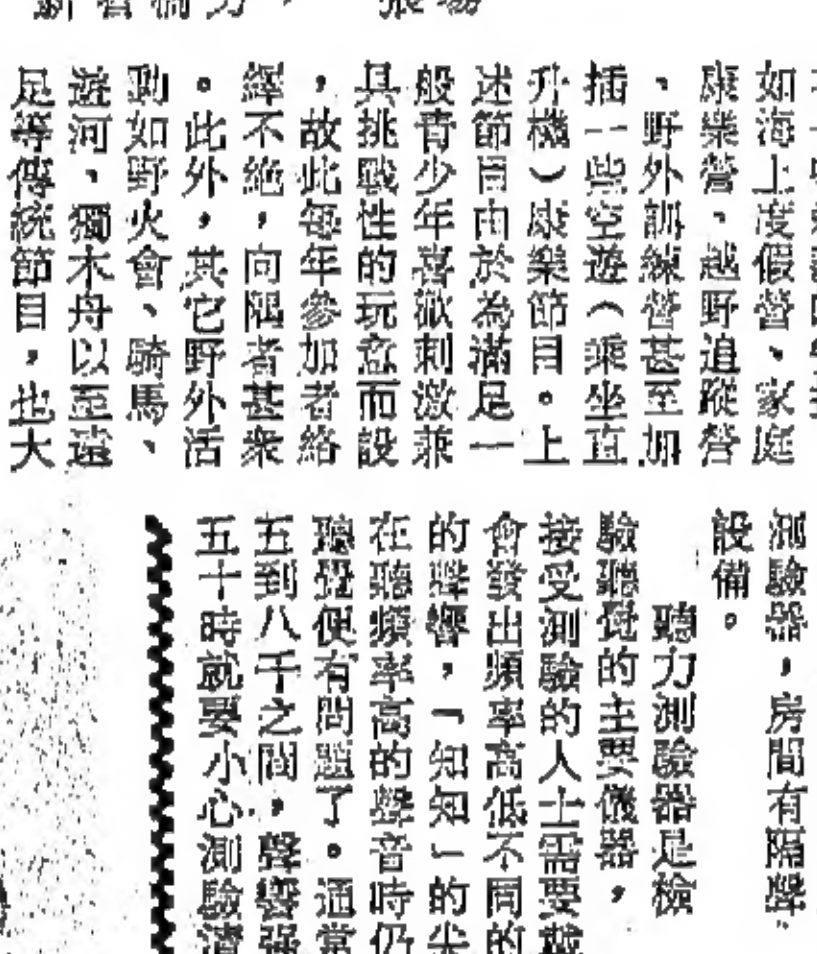 如海上度假營、家庭
康樂營、越野追蹤營
、野外訓練營甚至加
插一些空遊（乘坐直
升機）康樂節目。上
述節目由於為滿足一
般青少年喜歡刺激兼
具挑戰性的玩意而設
，故此每年參加者絡
繹不絕，向隅者甚衆
。此外，其它野外活
動如野火會、騎馬、
遊河、獨木舟以至遠
足等傳統節目，也大
測驗器，房間有隔聲
設備。
聽力測驗器是檢
驗聽覺的主要儀器，
接受測驗的人士需要戴
會發出頻率高低不同的
的聲響，「知知」的尖
在聽頻率高的聲音時仍
聽覺便有問題了。通常
五到八千之間，聲響强
五十時就要小心測驗清